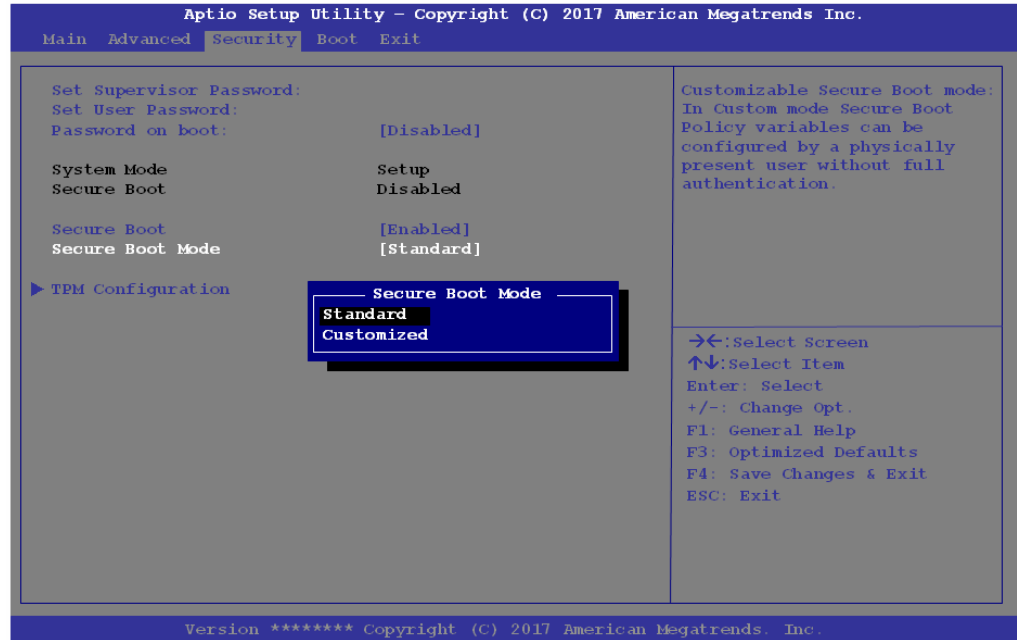 Aptio Setup Utility – Copyright (C) 2017 American Megatrends Inc.
Main Advanced Security Boot Exit
Set Supervisor Password:
Set User Password:
Password on boot: [Disabled]
System Mode Setup
Secure Boot Disabled
Secure Boot [Enabled]
Secure Boot Mode [Standard]
▶ TPM Configuration
Secure Boot Mode
Standard
Customized
Customizable Secure Boot mode:
In Custom mode Secure Boot
Policy variables can be
configured by a physically
present user without full
authentication.
→←:Select Screen
↑↓:Select Item
Enter: Select
+/-: Change Opt.
F1: General Help
F3: Optimized Defaults
F4: Save Changes & Exit
ESC: Exit
Version ******** Copyright (C) 2017 American Megatrends. Inc.